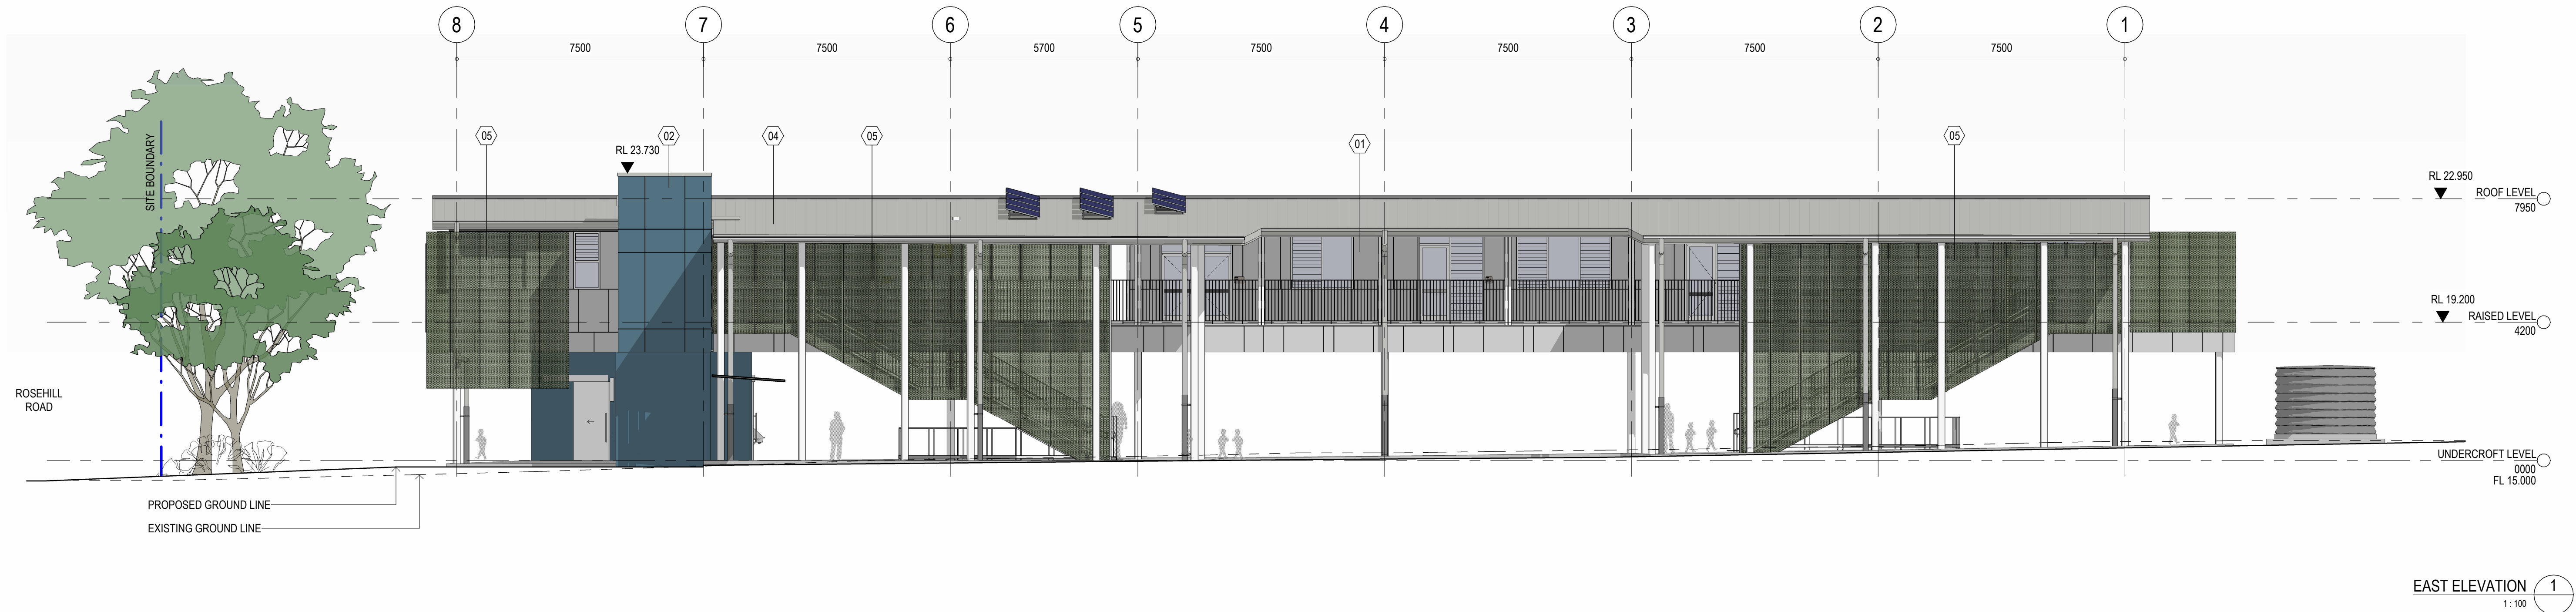 8 7 6 5 4 3 2 1
7500 7500 5700 7500 7500 7500 7500
05 02 04 05 01 05
RL 23.730
SITE BOUNDARY
RL 22.950
ROOF LEVEL
7950
RL 19.200
RAISED LEVEL
4200
ROSEHILL
ROAD
UNDERCROFT LEVEL
0000
FL 15.000
PROPOSED GROUND LINE
EXISTING GROUND LINE
EAST ELEVATION 1
1 : 100